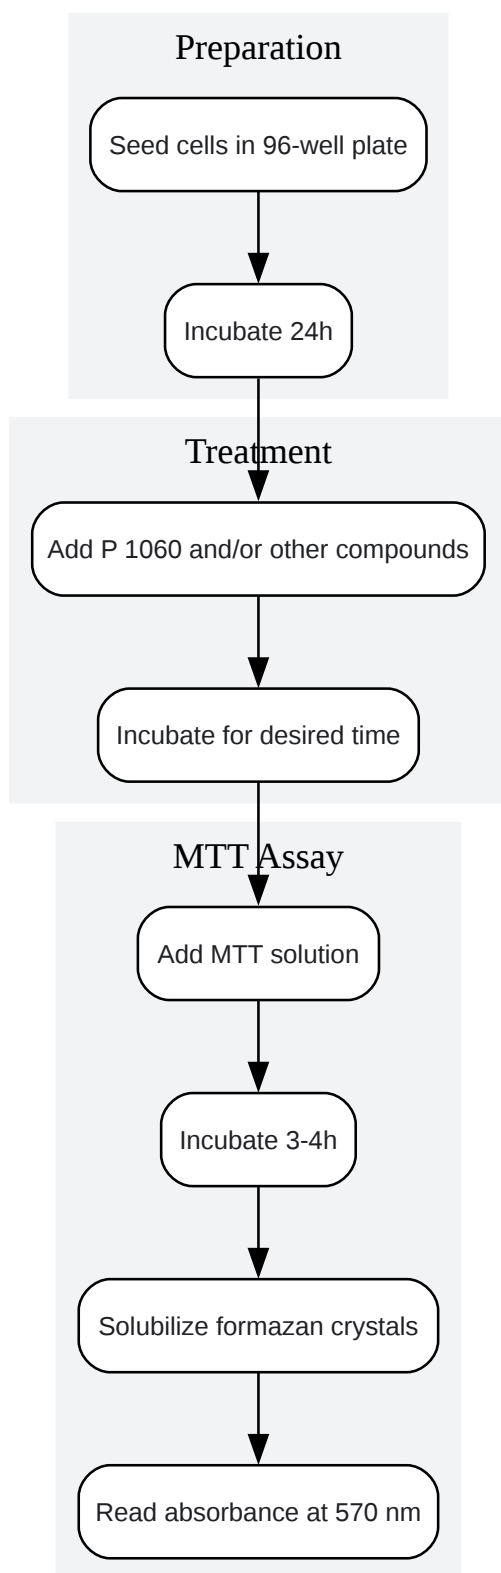 Preparation
Seed cells in 96-well plate
Incubate 24h
Treatment
Add P 1060 and/or other compounds
Incubate for desired time
MTT Assay
Add MTT solution
Incubate 3-4h
Solubilize formazan crystals
Read absorbance at 570 nm